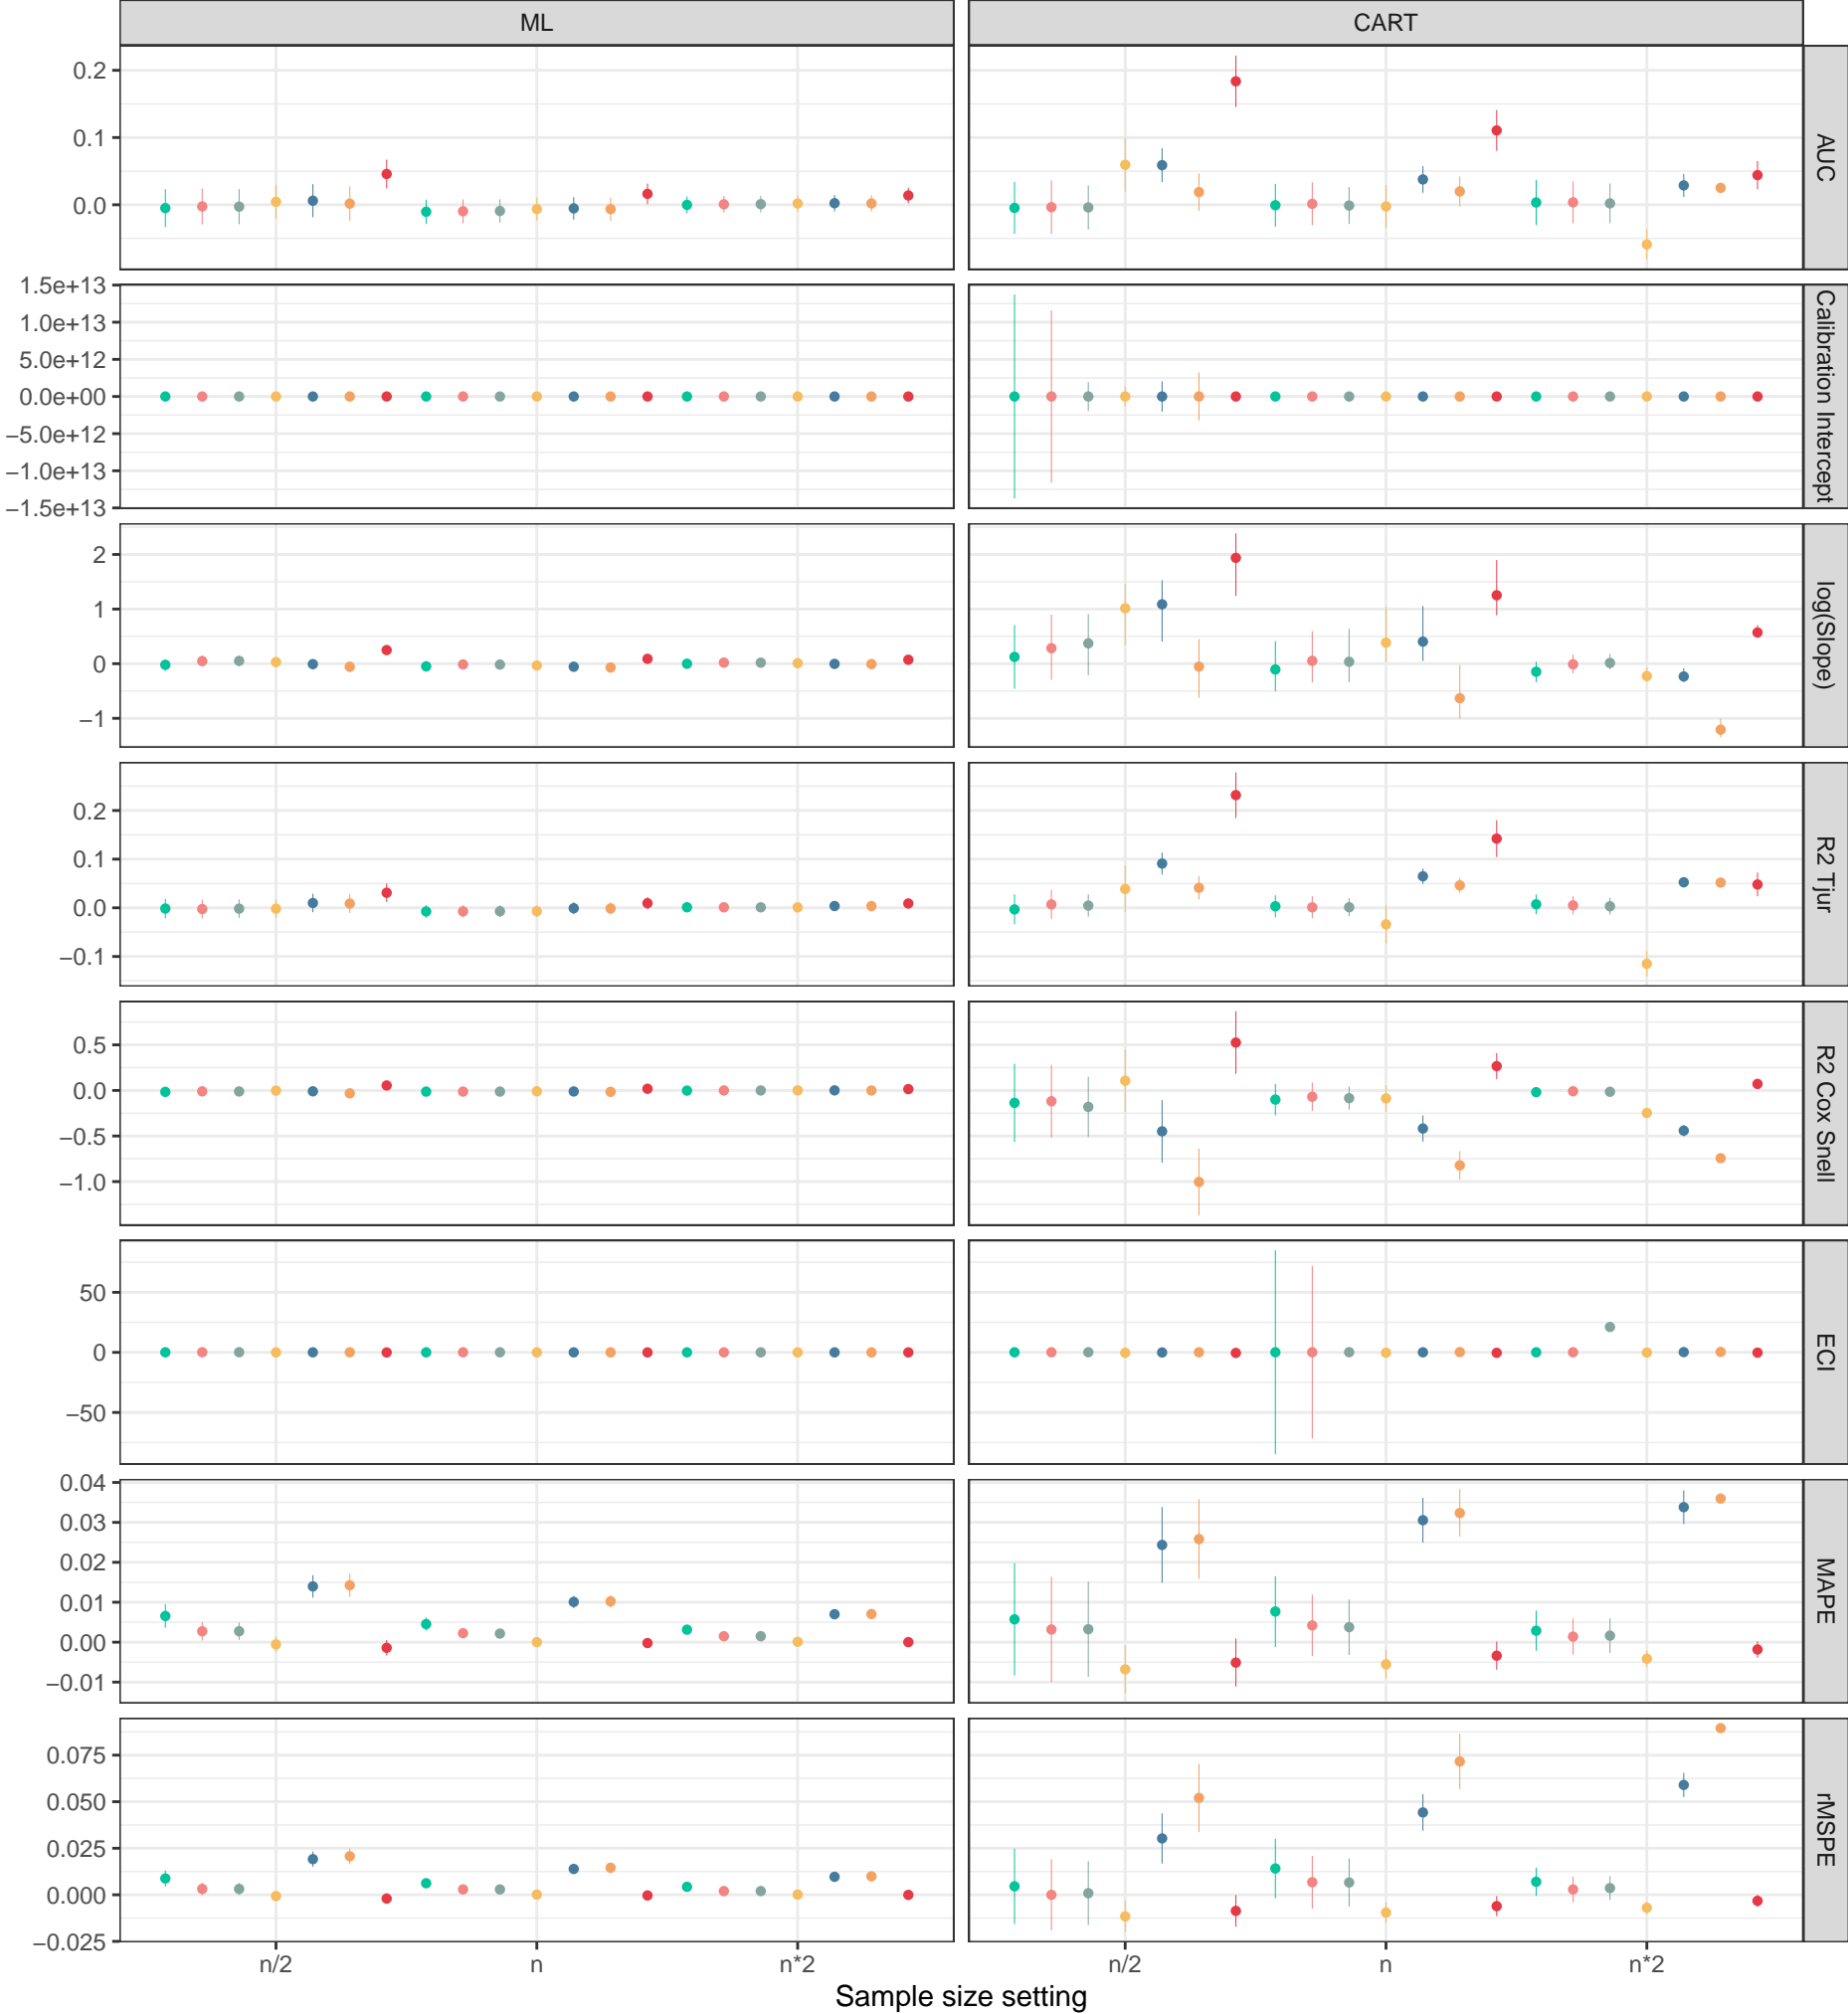 ML
CART
0.2
0.1
0.0
AUC
1.5e+13
1.0e+13
5.0e+12
0.0e+00
−5.0e+12
−1.0e+13
−1.5e+13
Calibration Intercept
2
1
0
−1
log(Slope)
0.2
0.1
0.0
−0.1
R2 Tjur
0.5
0.0
−0.5
−1.0
R2 Cox Snell
50
0
−50
ECI
0.04
0.03
0.02
0.01
0.00
−0.01
MAPE
0.075
0.050
0.025
0.000
−0.025
rMSPE
n/2
n
n*2
n/2
n
n*2
Sample size setting